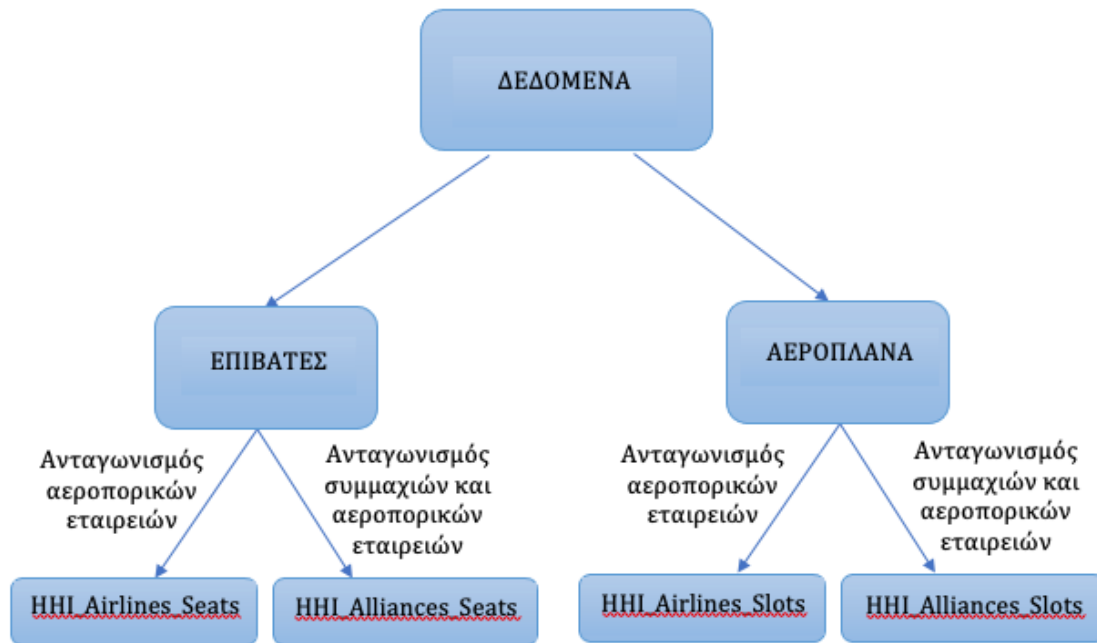 ΔΕΔΟΜΕΝΑ
ΕΠΙΒΑΤΕΣ
ΑΕΡΟΠΛΑΝΑ
Ανταγωνισμός
αεροπορικών
εταιρειών
Ανταγωνισμός
συμμαχιών και
αεροπορικών
εταιρειών
Ανταγωνισμός
αεροπορικών
εταιρειών
Ανταγωνισμός
συμμαχιών και
αεροπορικών
εταιρειών
HHI_Airlines_Seats
HHI_Alliances_Seats
HHI_Airlines_Slots
HHI_Alliances_Slots